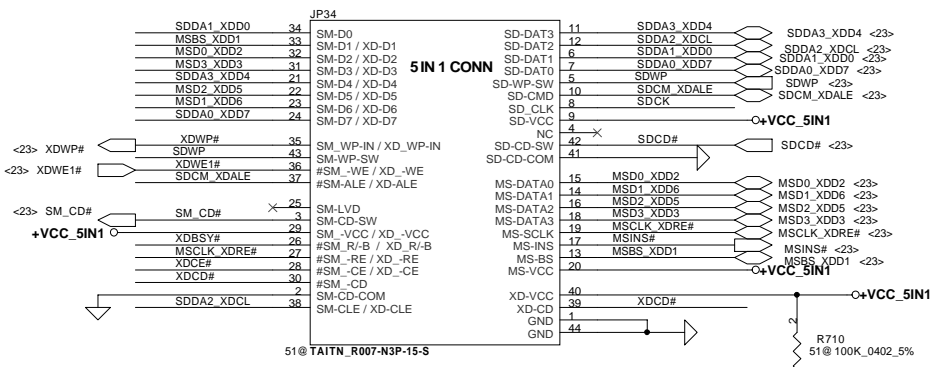 JP34
SDDA1_XDD0 34 SM-D0
MSBS_XDD1 33 SM-D1 / XD-D1
MSD0_XDD2 32 SM-D2 / XD-D2
MSD3_XDD3 31 SM-D3 / XD-D3
SDDA3_XDD4 21 SM-D4 / XD-D4
MSD2_XDD5 22 SM-D5 / XD-D5
MSD1_XDD6 23 SM-D6 / XD-D6
SDDA0_XDD7 24 SM-D7 / XD-D7
<23> XDWP# XDWP# 35 SM_WP-IN / XD_WP-IN
SDWP 43 SM-WP-SW
<23> XDWE1# XDWE1# 36 #SM_-WE / XD_-WE
SDCM_XDALE 37 #SM-ALE / XD-ALE
25 SM-LVD
<23> SM_CD# SM_CD# 3 SM-CD-SW
+VCC_5IN1 29 SM_-VCC / XD_-VCC
XDBSY# 26 #SM_R/-B / XD_R/-B
MSCLK_XDRE# 27 #SM_-RE / XD_-RE
XDCE# 28 #SM_-CE / XD_-CE
XDCD# 30 #SM_-CD
2 SM-CD-COM
SDDA2_XDCL 38 SM-CLE / XD-CLE
5 IN 1 CONN
SD-DAT3 11 SDDA3_XDD4 SDDA3_XDD4 <23>
SD-DAT2 12 SDDA2_XDCL SDDA2_XDCL <23>
SD-DAT1 6 SDDA1_XDD0 SDDA1_XDD0 <23>
SD-DAT0 7 SDDA0_XDD7 SDDA0_XDD7 <23>
SD-WP-SW 5 SDWP SDWP <23>
SD-CMD 10 SDCM_XDALE SDCM_XDALE <23>
SD_CLK 8 SDCK
SD-VCC 9 +VCC_5IN1
NC 4
SD-CD-SW 42 SDCD# SDCD# <23>
SD-CD-COM 41
MS-DATA0 15 MSD0_XDD2 MSD0_XDD2 <23>
MS-DATA1 14 MSD1_XDD6 MSD1_XDD6 <23>
MS-DATA2 16 MSD2_XDD5 MSD2_XDD5 <23>
MS-DATA3 18 MSD3_XDD3 MSD3_XDD3 <23>
MS-SCLK 19 MSCLK_XDRE# MSCLK_XDRE# <23>
MS-INS 17 MSINS# MSINS# <23>
MS-BS 13 MSBS_XDD1 MSBS_XDD1 <23>
MS-VCC 20 +VCC_5IN1
XD-VCC 40 +VCC_5IN1
XD-CD 39 XDCD#
GND 1
GND 44
51@ TAITN_R007-N3P-15-S
2
R710
51@ 100K_0402_5%